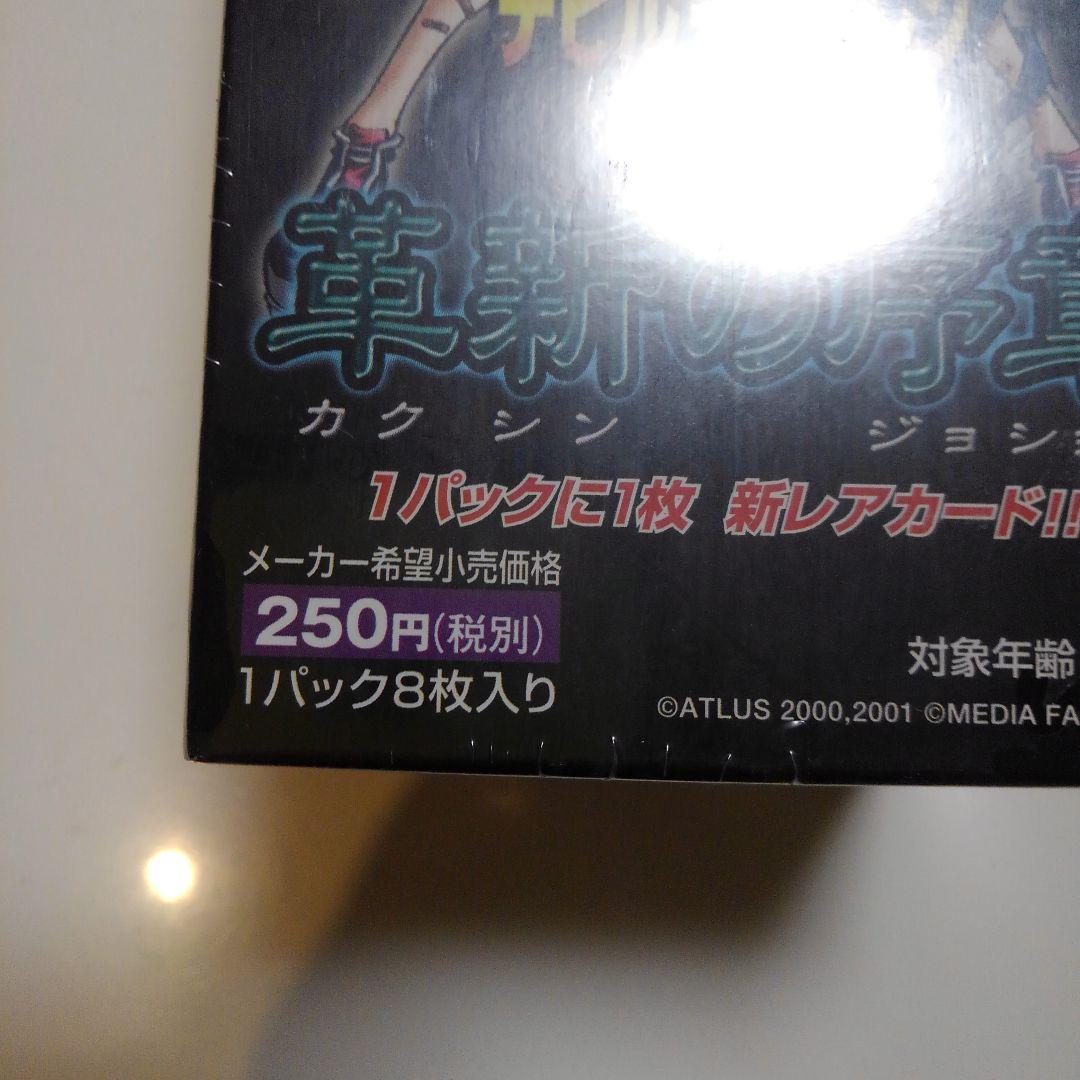 革新の序章
カクシン ジョショ
1パックに1枚 新レアカード!!
メーカー希望小売価格
250円(税別)
1パック8枚入り
対象年齢
©ATLUS 2000,2001 ©MEDIA FA